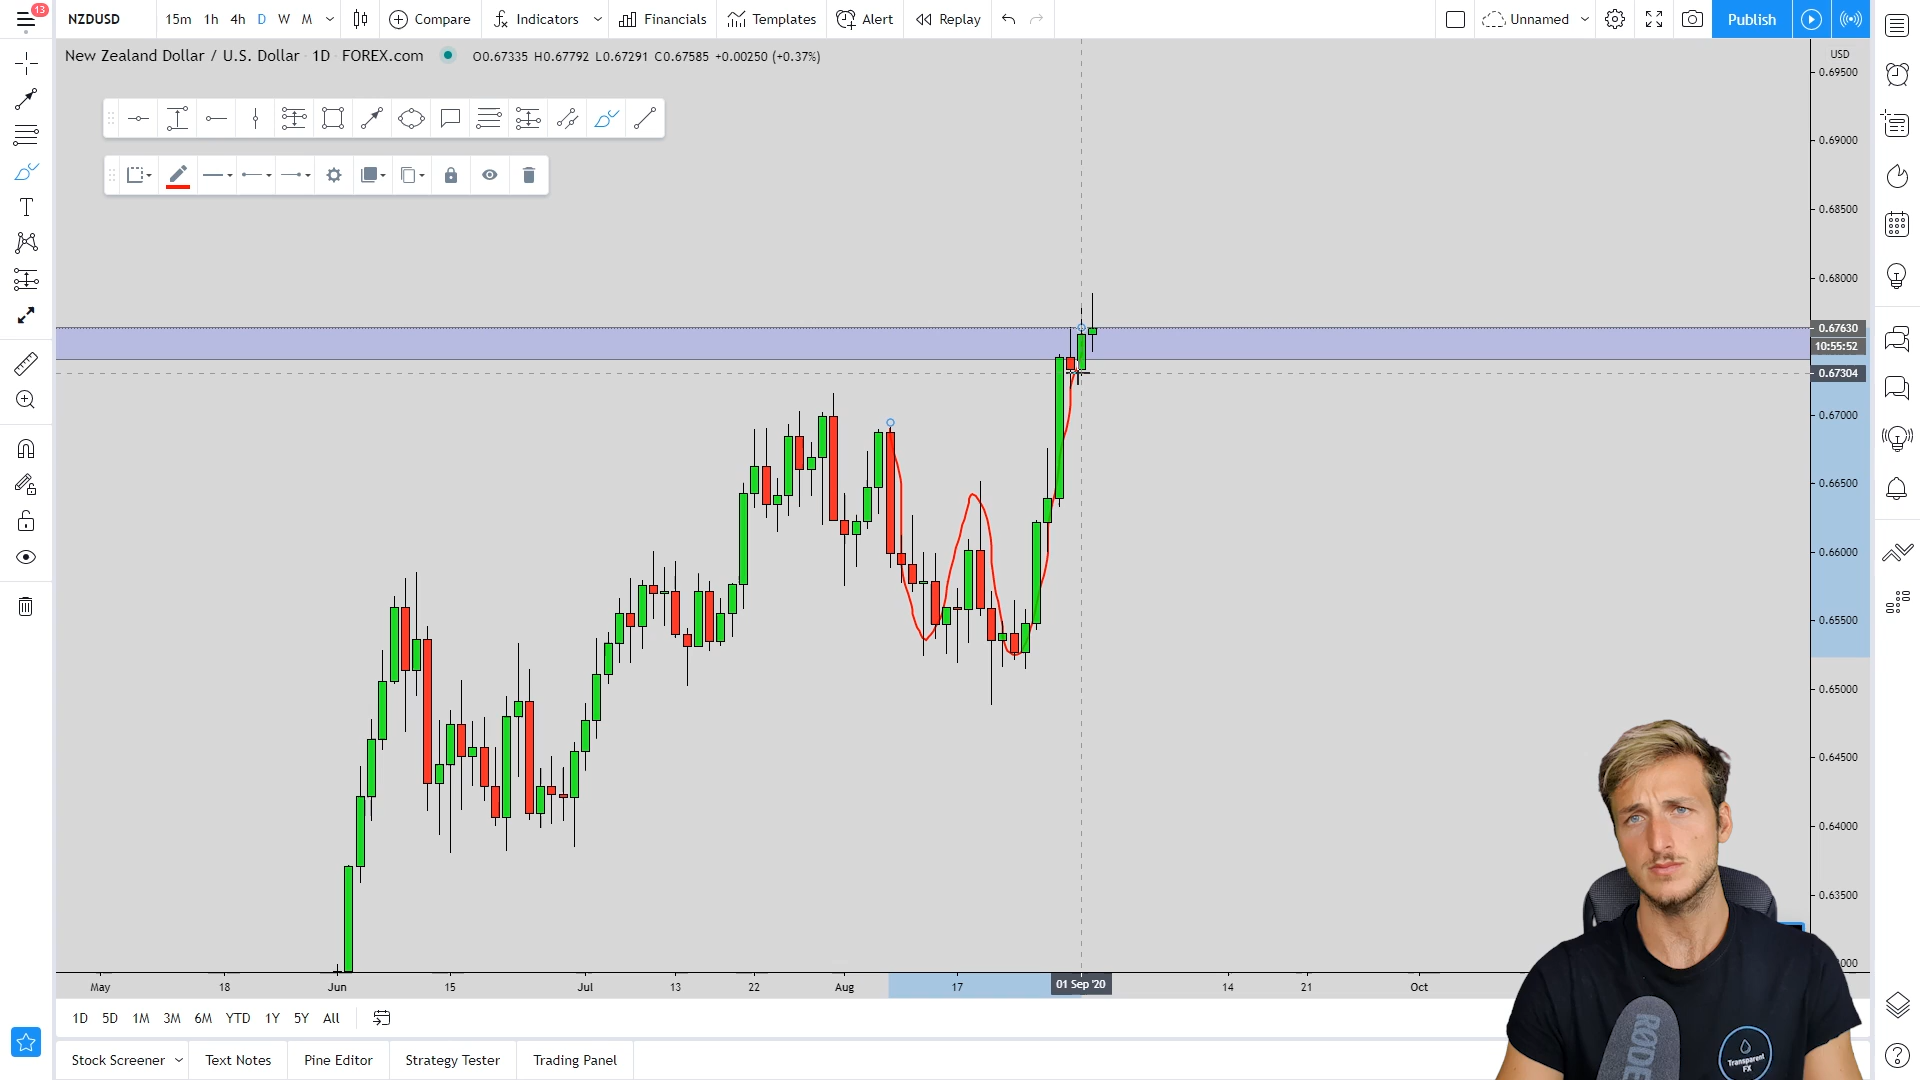 13
NZDUSD
15m 1h 4h D W M
Compare
Indicators
Financials
Templates
Alert
Replay
Unnamed
Publish
New Zealand Dollar / U.S. Dollar 1D FOREX.com
O0.67335 H0.67792 L0.67291 C0.67585 +0.00250 (+0.37%)
USD
0.69500
0.69000
0.68500
0.68000
0.67630
10:55:52
0.67304
0.67000
0.66500
0.66000
0.65500
0.65000
0.64500
0.64000
0.63500
000
T
May 18 Jun 15 Jul 13 22 Aug 17 01 Sep '20 14 21 Oct
1D 5D 1M 3M 6M YTD 1Y 5Y All
Stock Screener Text Notes Pine Editor Strategy Tester Trading Panel
RØDE
Transparent
FX